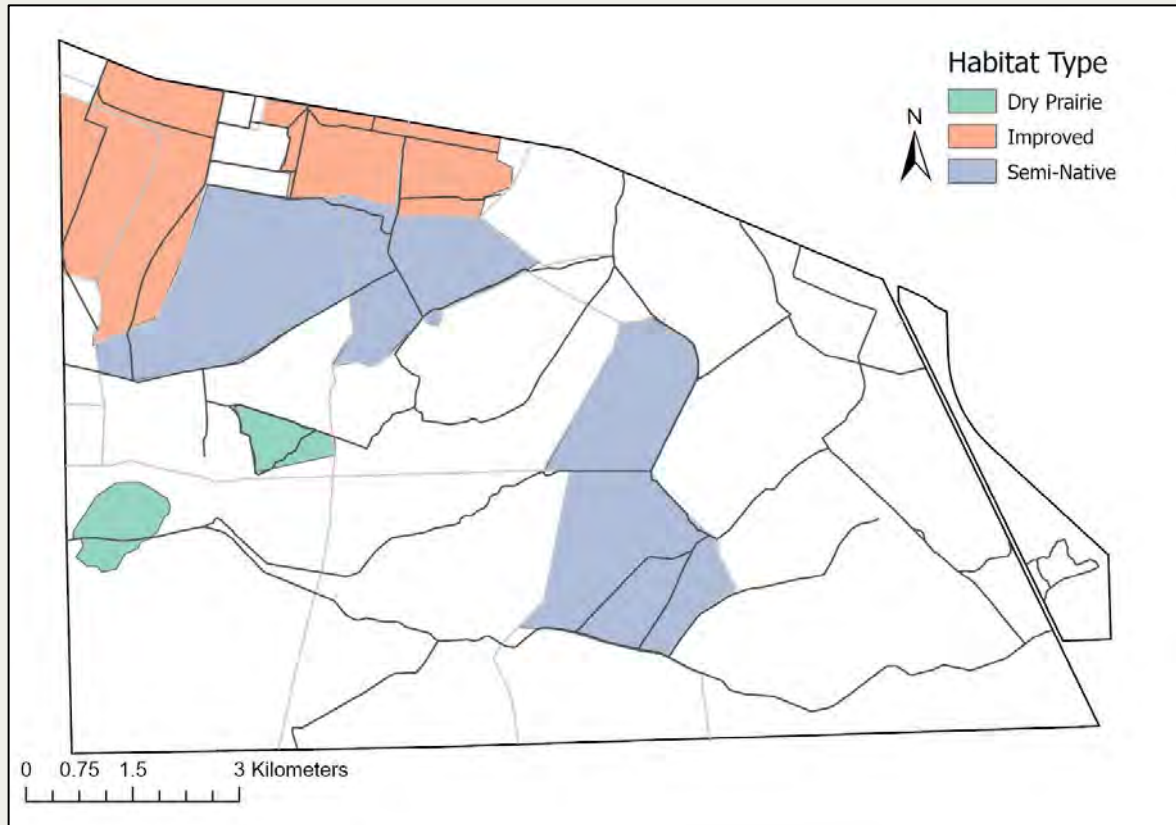 Habitat Type
Dry Prairie
Improved
Semi-Native
N
0 0.75 1.5 3 Kilometers